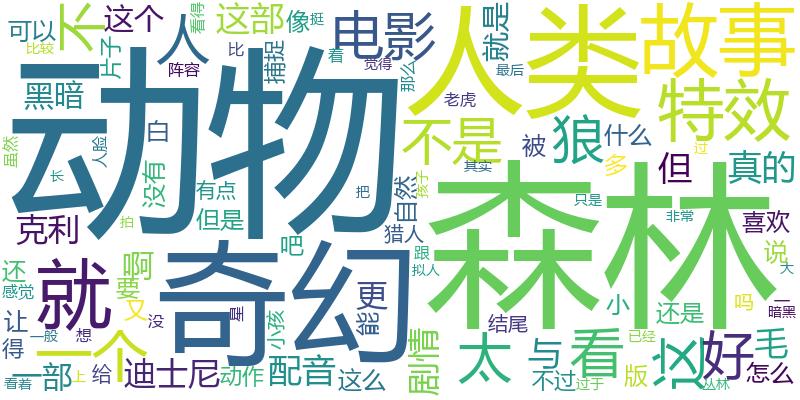 动物
森林
人类
奇幻
故事
特效
电影
就
人
不
这个
这部
像
可以
看得
挺
比较
片子
阵容
捕捉
比
看
觉得
那么
就是
最后
黑暗
老虎
不是
狼
什么
被
多
但
过
真的
虽然
人脸
白
没有
有点
但是
长
拍
把
自然
孩子
其实
只是
非常
喜欢
克利
猎人
跟
拟人
说
吧
还
感觉
要
啊
又
没
更
能
星
小孩
小
还是
吗
大
一
暗黑
让
得
一般
想
一个
结尾
太
与
看
这
好
毛
怎么
一部
看着
上
给
迪士尼
动作
配音
这么
剧情
不过
过于
版
已经
丛林